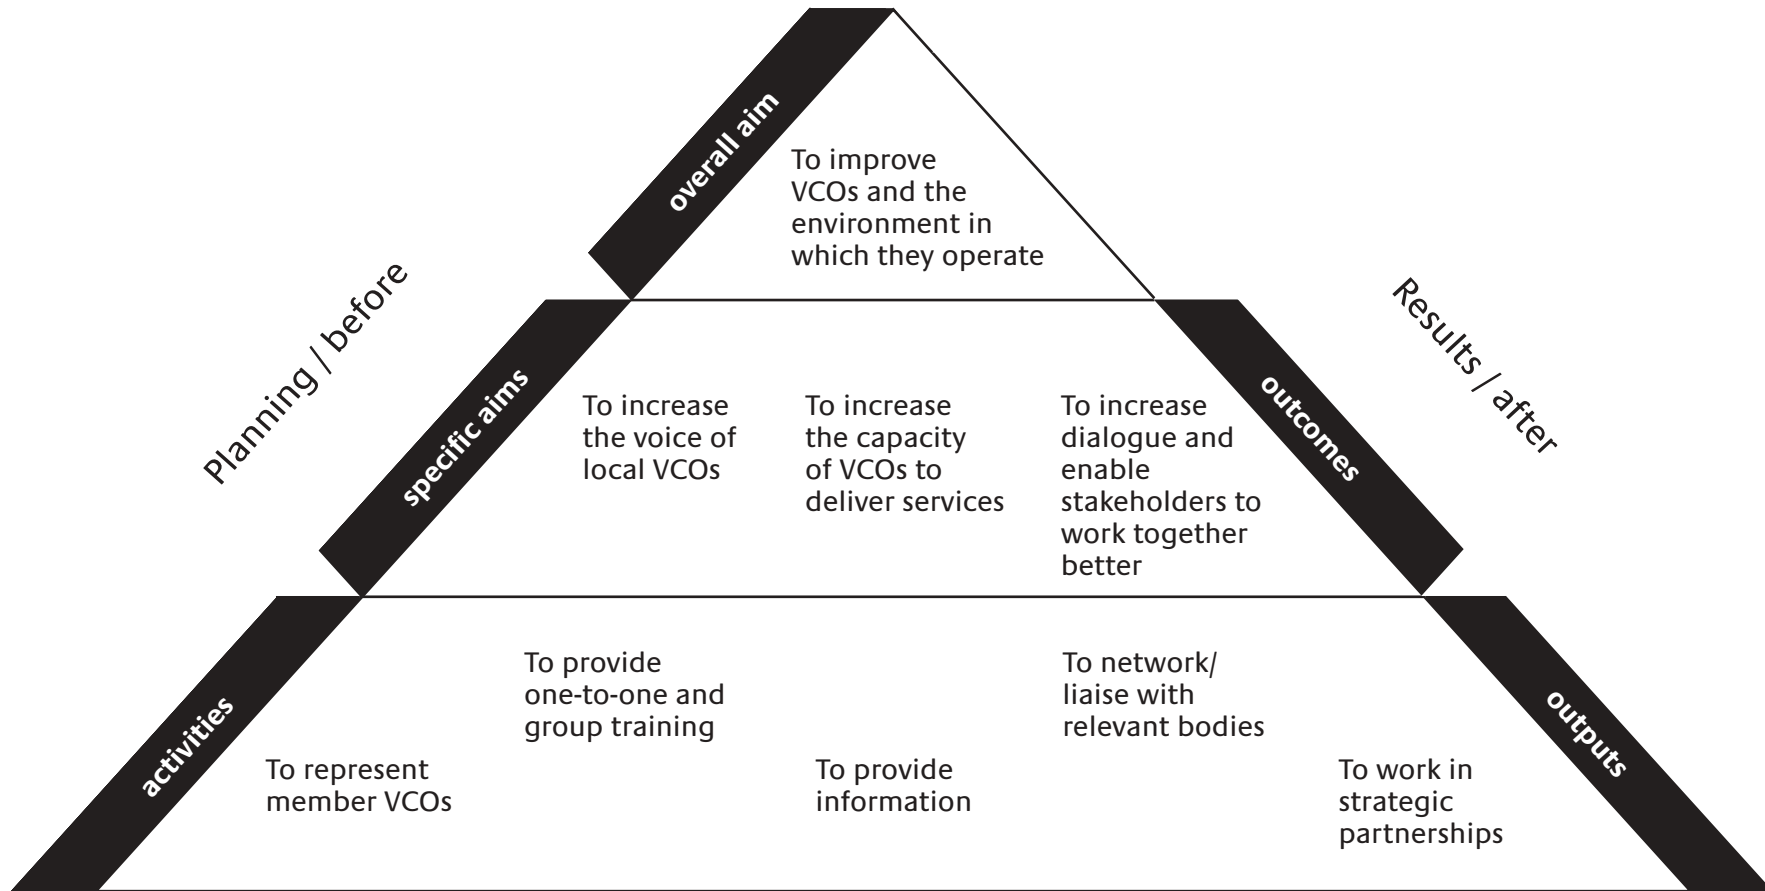 overall aim
To improve
VCOs and the
environment in
which they operate
Planning / before
Results / after
specific aims
To increase
the voice of
local VCOs
To increase
the capacity
of VCOs to
deliver services
To increase
dialogue and
enable
stakeholders to
work together
better
outcomes
activities
To represent
member VCOs
To provide
one-to-one and
group training
To provide
information
To network/
liaise with
relevant bodies
To work in
strategic
partnerships
outputs